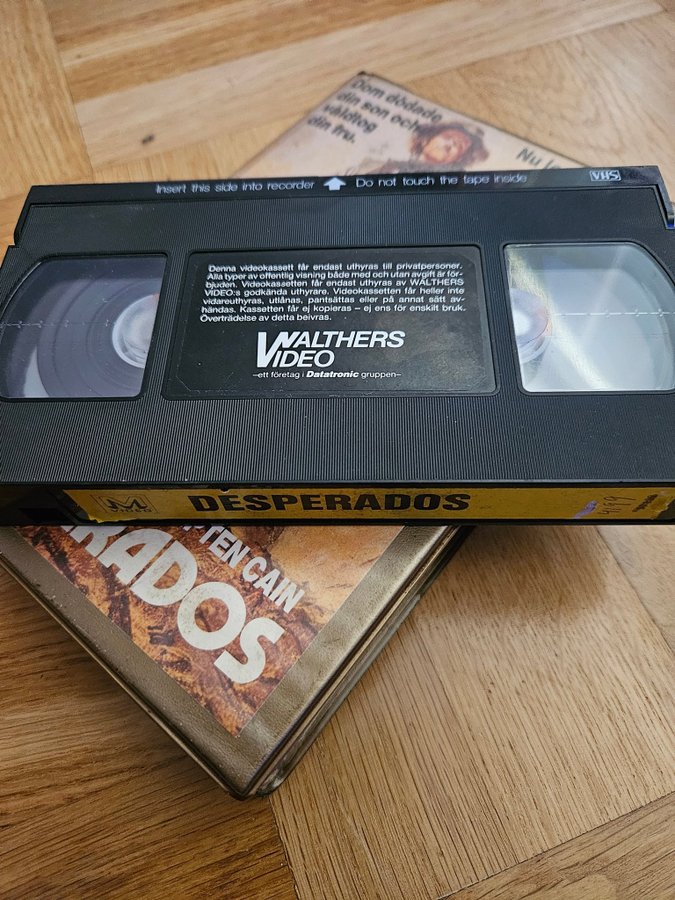 Dom dödade
din son och
våldtog
din fru.
Nu
Insert this side into recorder Do not touch the tape inside
VHS
Denna videokassett får endast uthyras till privatpersoner.
Alla typer av offentlig visning både med och utan avgift är för-
bjuden. Videokassetten får endast uthyras av WALTHERS
VIDEO:s godkända uthyrare. Videokassetten får heller inte
vidareuthyras, utlånas, pantsättas eller på annat sätt av-
händas. Kassetten får ej kopieras – ej ens för enskilt bruk.
Överträdelse av detta beivras.
WALTHERS
VIDEO
–ett företag i Datatronic gruppen–
M
VIDEO
DESPERADOS
TEN CAIN
RADOS